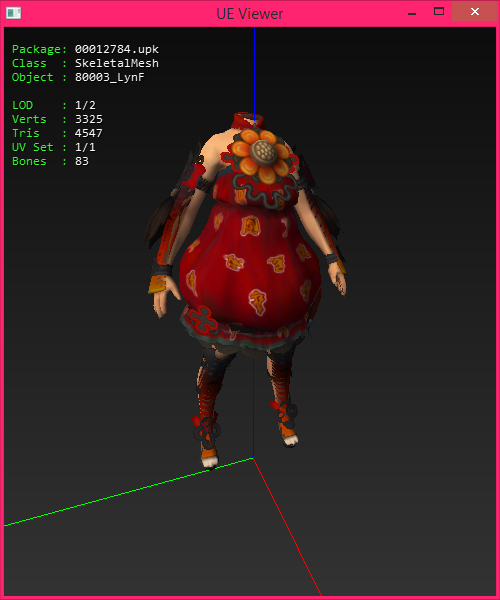 UE Viewer
Package: 00012784.upk
Class : SkeletalMesh
Object : 80003_LynF
LOD : 1/2
Verts : 3325
Tris : 4547
UV Set : 1/1
Bones : 83